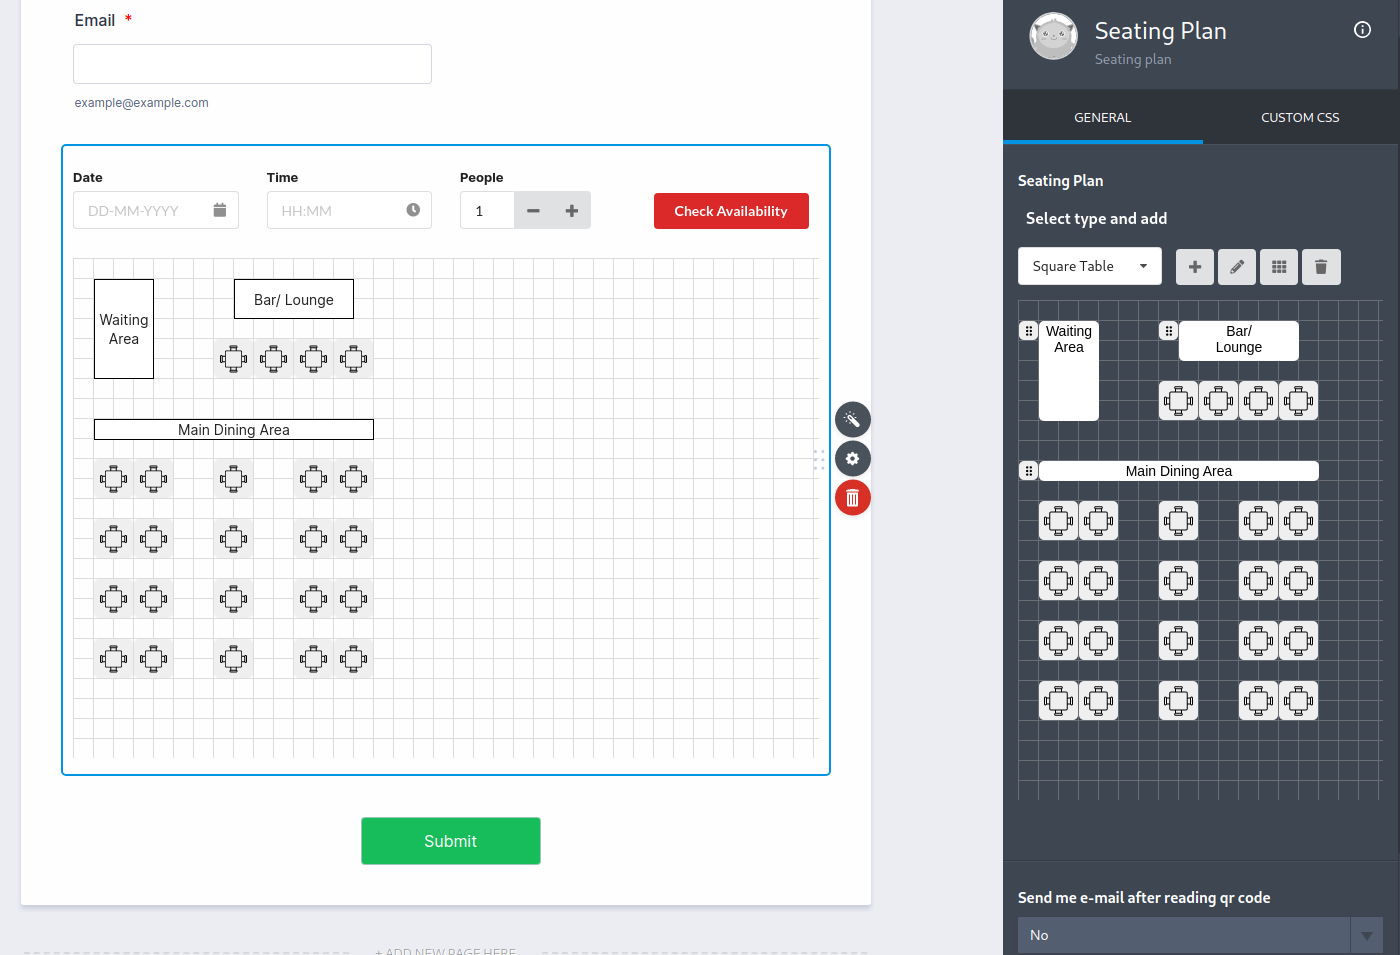 Email *
example@example.com
Date
Time
People
DD-MM-YYYY
HH:MM
1
Check Availability
Waiting
Area
Bar/ Lounge
Main Dining Area
Submit
+ ADD NEW PAGE HERE
Seating Plan
Seating plan
GENERAL
CUSTOM CSS
Seating Plan
Select type and add
Square Table
Waiting
Area
Bar/
Lounge
Main Dining Area
Send me e-mail after reading qr code
No